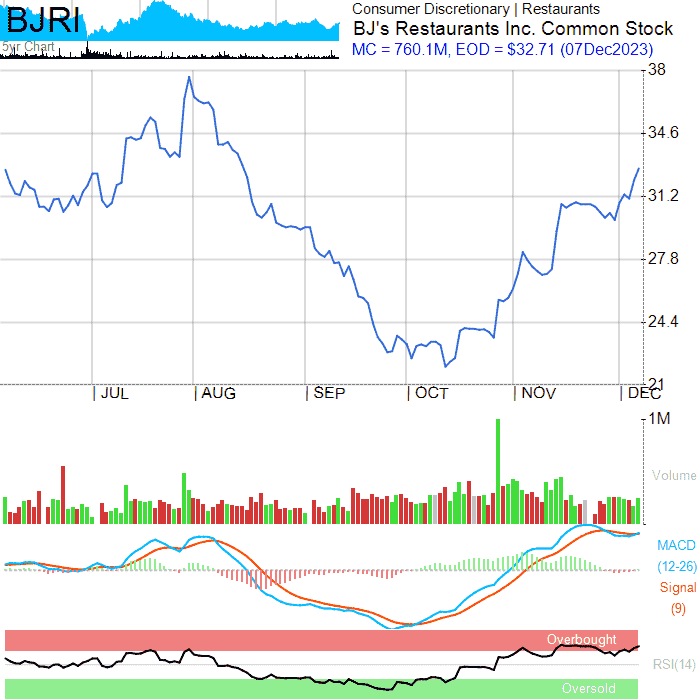 BJRI
5yr Chart
Consumer Discretionary | Restaurants
BJ's Restaurants Inc. Common Stock
MC = 760.1M, EOD = $32.71 (07Dec2023)
38
34.6
31.2
27.8
24.4
21
JUL AUG SEP OCT NOV DEC
1M
Volume
MACD
(12-26)
Signal
(9)
Overbought
RSI(14)
Oversold